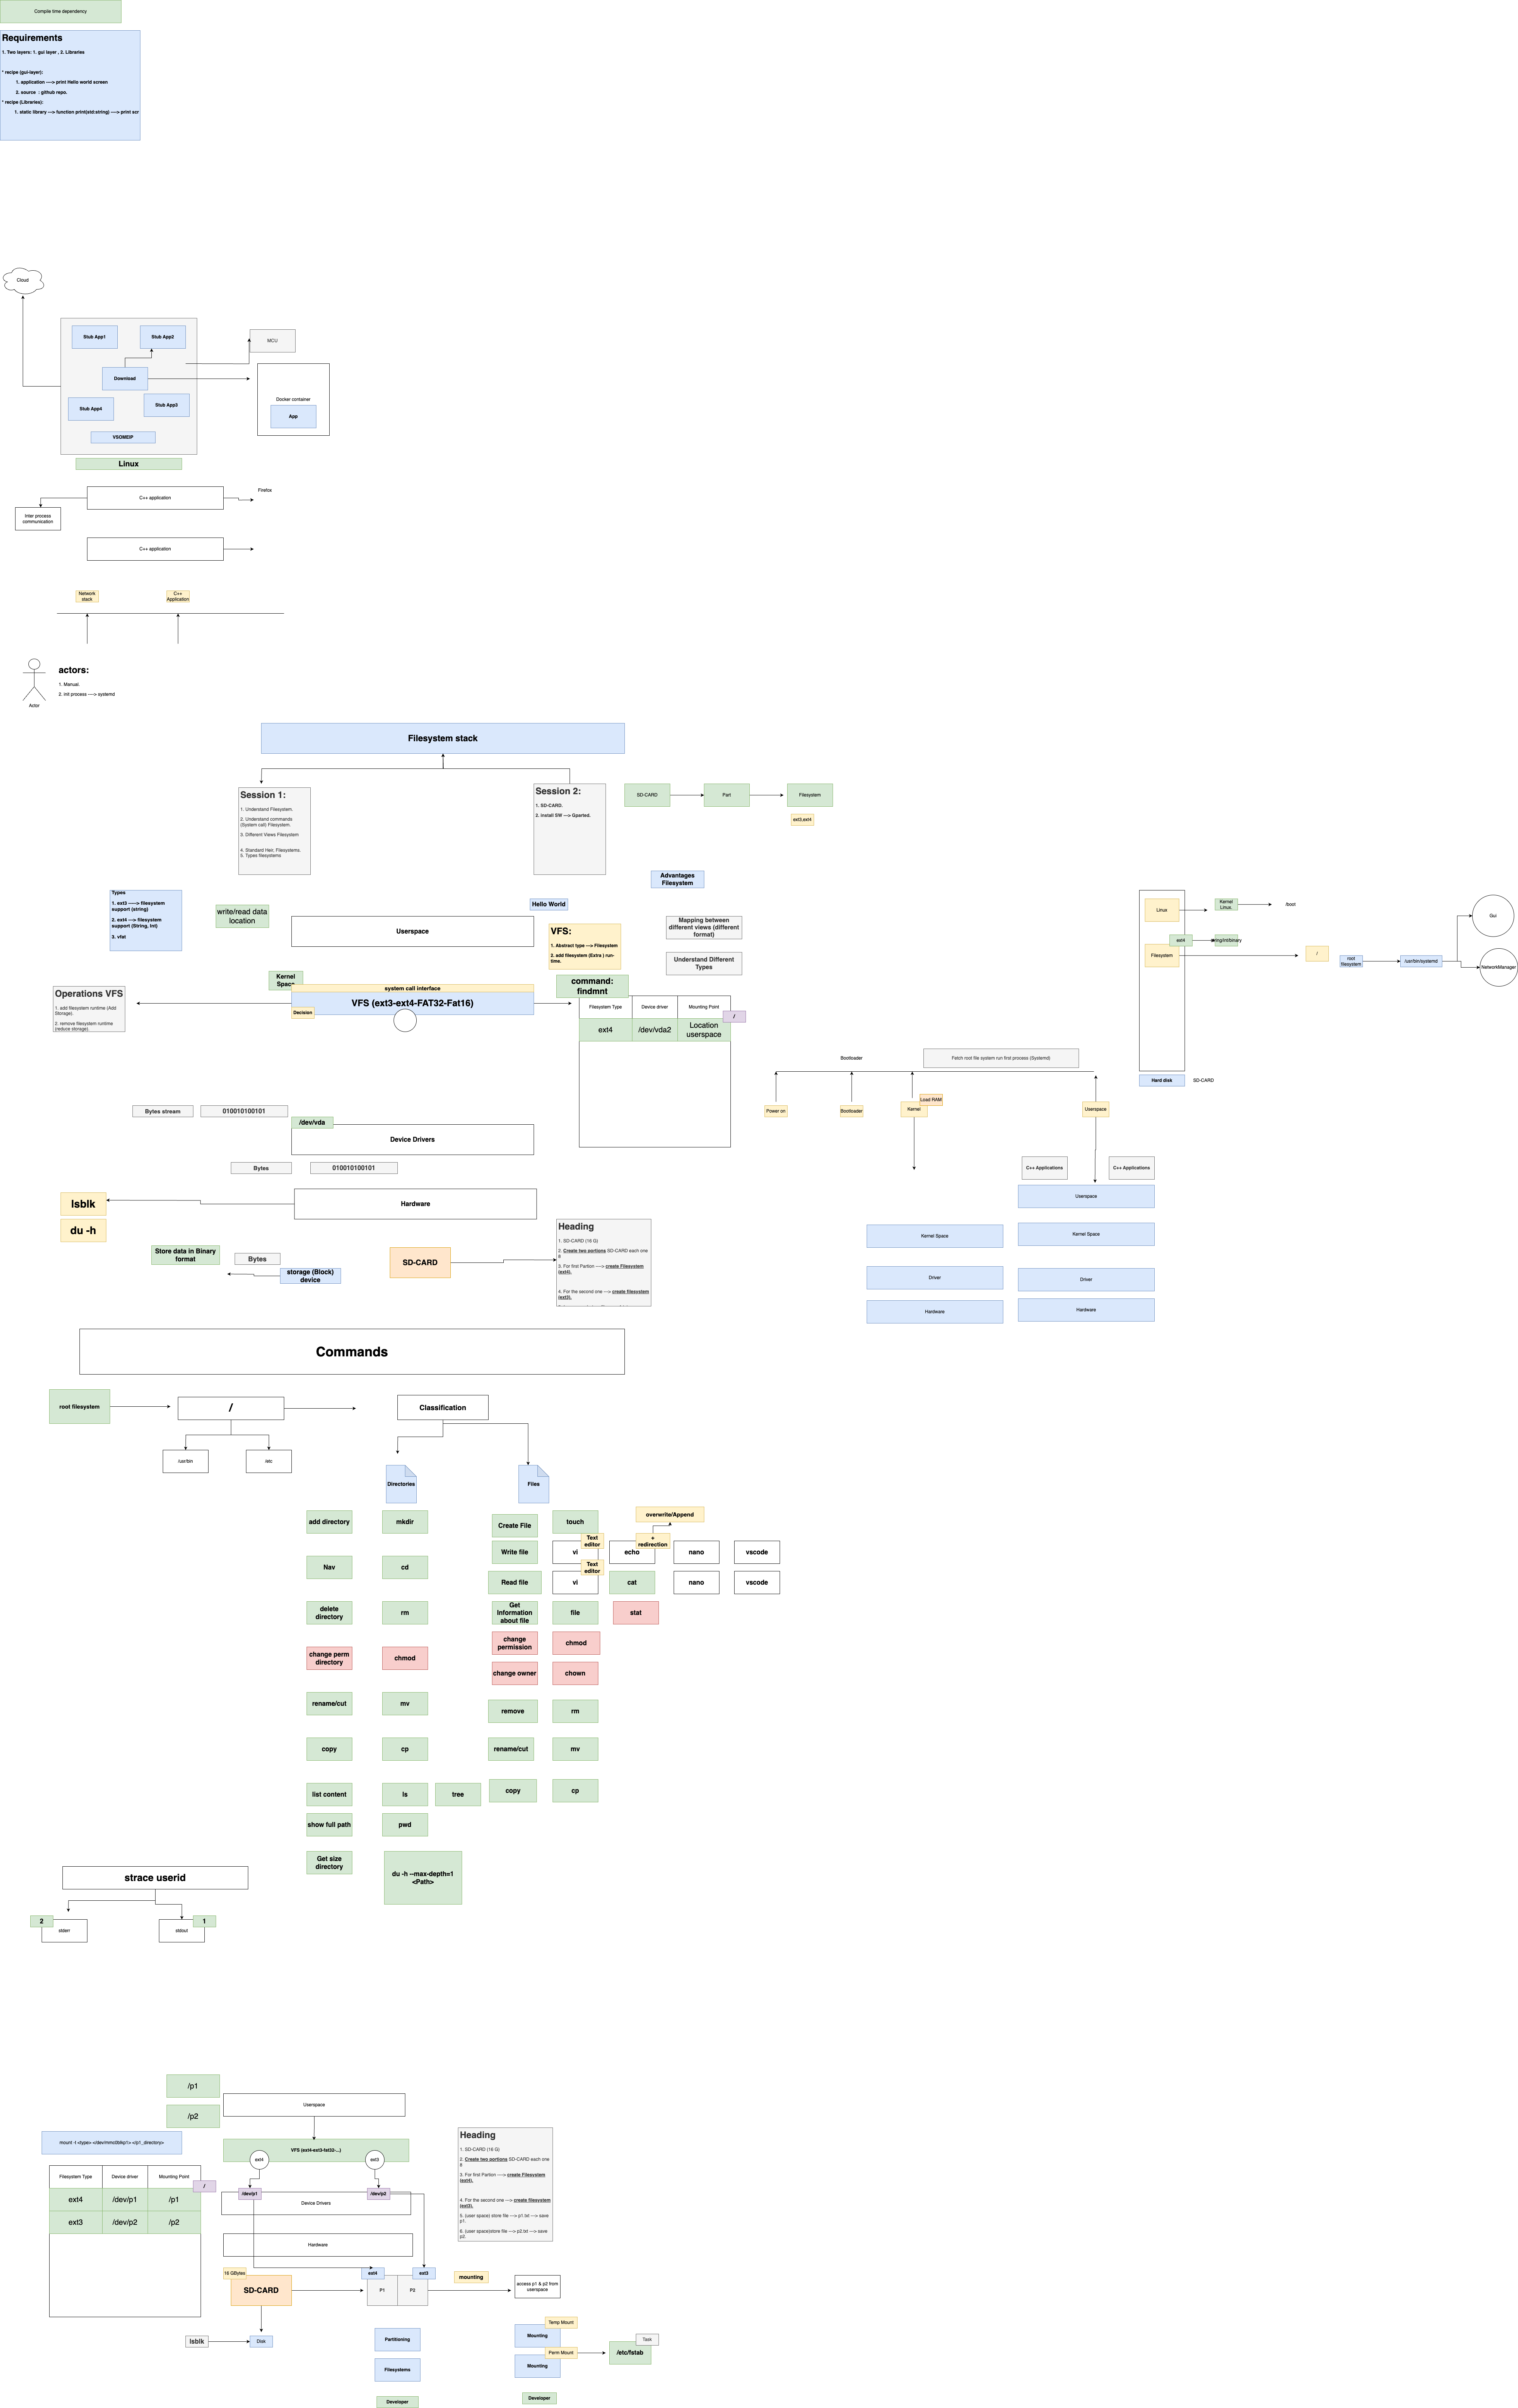 Compile time dependency
Requirements
1. Two layers: 1. gui layer , 2. Libraries
* recipe (gui-layer):
1. application ----> print Hello world screen
2. source : github repo.
* recipe (Libraries):
1. static library ---> function print(std:string) ----> print scr
Cloud
Stub App1
Stub App2
MCU
Download
Docker container
App
Stub App4
Stub App3
VSOMEIP
Linux
C++ application
Firefox
Inter process
communication
C++ application
Network
stack
C++
Application
actors:
1. Manual.
2. init process ----> systemd
Actor
Filesystem stack
Session 1:
1. Understand Filesystem.
2. Understand commands
(System call) Filesystem.
3. Different Views Filesystem
4. Standard Heir, Filesystems.
5. Types filesystems
Session 2:
1. SD-CARD.
2. install SW ---> Gparted.
SD-CARD
Part
Filesystem
ext3.ext4
Advantages
Filesystem
Types
1. ext3 -----> filesystem
support (string)
2. ext4 ---> filesystem
support (String, Int)
3. vfat
write/read data
location
Hello World
Userspace
VFS:
1. Abstract type --> Filesystem
2. add filesystem (Extra ) run-
time.
Mapping between
different views (different
format)
Understand Different
Types
Kernel
Space
system call interface
VFS (ext3-ext4-FAT32-Fat16)
Decision
Operations VFS
1. add filesystem runtime (Add
Storage).
2. remove filesystem runtime
(reduce storage).
command:
findmnt
Filesystem Type
Device driver
Mounting Point
/
ext4
/dev/vda2
Location
userspace
Linux
Kernel
Linux.
/boot
ext4
Filesystem
/
root
filesystem
/usr/bin/systemd
Gui
NetworkManager
Hard disk
SD-CARD
Bootloader
Fetch root file system run first process (Systemd)
Power on
Bootloader
Kernel
Load RAM
Userspace
C++ Applications
C++ Applications
Userspace
Kernel Space
Kernel Space
Driver
Driver
Hardware
Hardware
Bytes stream
010010100101
/dev/vda
Device Drivers
Bytes
010010100101
Hardware
lsblk
du -h
Store data in Binary
format
Bytes
storage (Block)
device
SD-CARD
Heading
1. SD-CARD (16 G)
2. Create two portions SD-CARD each one
8
3. For first Partion ----> create Filesystem
(ext4).
4. For the second one ---> create filesystem
(ext3).
Commands
root filesystem
/
Classification
/usr/bin
/etc
Directories
Files
add directory
mkdir
Create File
touch
overwrite/Append
Text
editor
+
redirection
Write file
vi
echo
nano
vscode
Nav
cd
Text
editor
Read file
vi
cat
nano
vscode
delete
directory
rm
Get
Information
about file
file
stat
change perm
directory
chmod
change
permission
chmod
change owner
chown
rename/cut
mv
remove
rm
copy
cp
rename/cut
mv
list content
ls
tree
copy
cp
show full path
pwd
Get size
directory
du -h --max-depth=1
<Path>
strace userid
2
stderr
1
stdout
/p1
/p2
Userspace
mount -t <type> </dev/mmcblkp1> </p1_directory>
VFS (ext4-ext3-fat32-...)
ext4
ext3
Filesystem Type
Device driver
Mounting Point
/
ext4
/dev/p1
/p1
ext3
/dev/p2
/p2
/dev/p1
/dev/p2
Device Drivers
Hardware
Heading
1. SD-CARD (16 G)
2. Create two portions SD-CARD each one
8
3. For first Partion ----> create Filesystem
(ext4).
4. For the second one ---> create filesystem
(ext3).
5. (user space) store file ---> p1.txt ---> save
p1.
6. (user space)store file ---> p2.txt ---> save
p2.
16 GBytes
SD-CARD
ext4
ext3
P1
P2
mounting
access p1 & p2 from
userspace
lsblk
Disk
Partitioning
Filesystems
Developer
Temp Mount
Mounting
Perm Mount
Mounting
Task
/etc/fstab
Developer